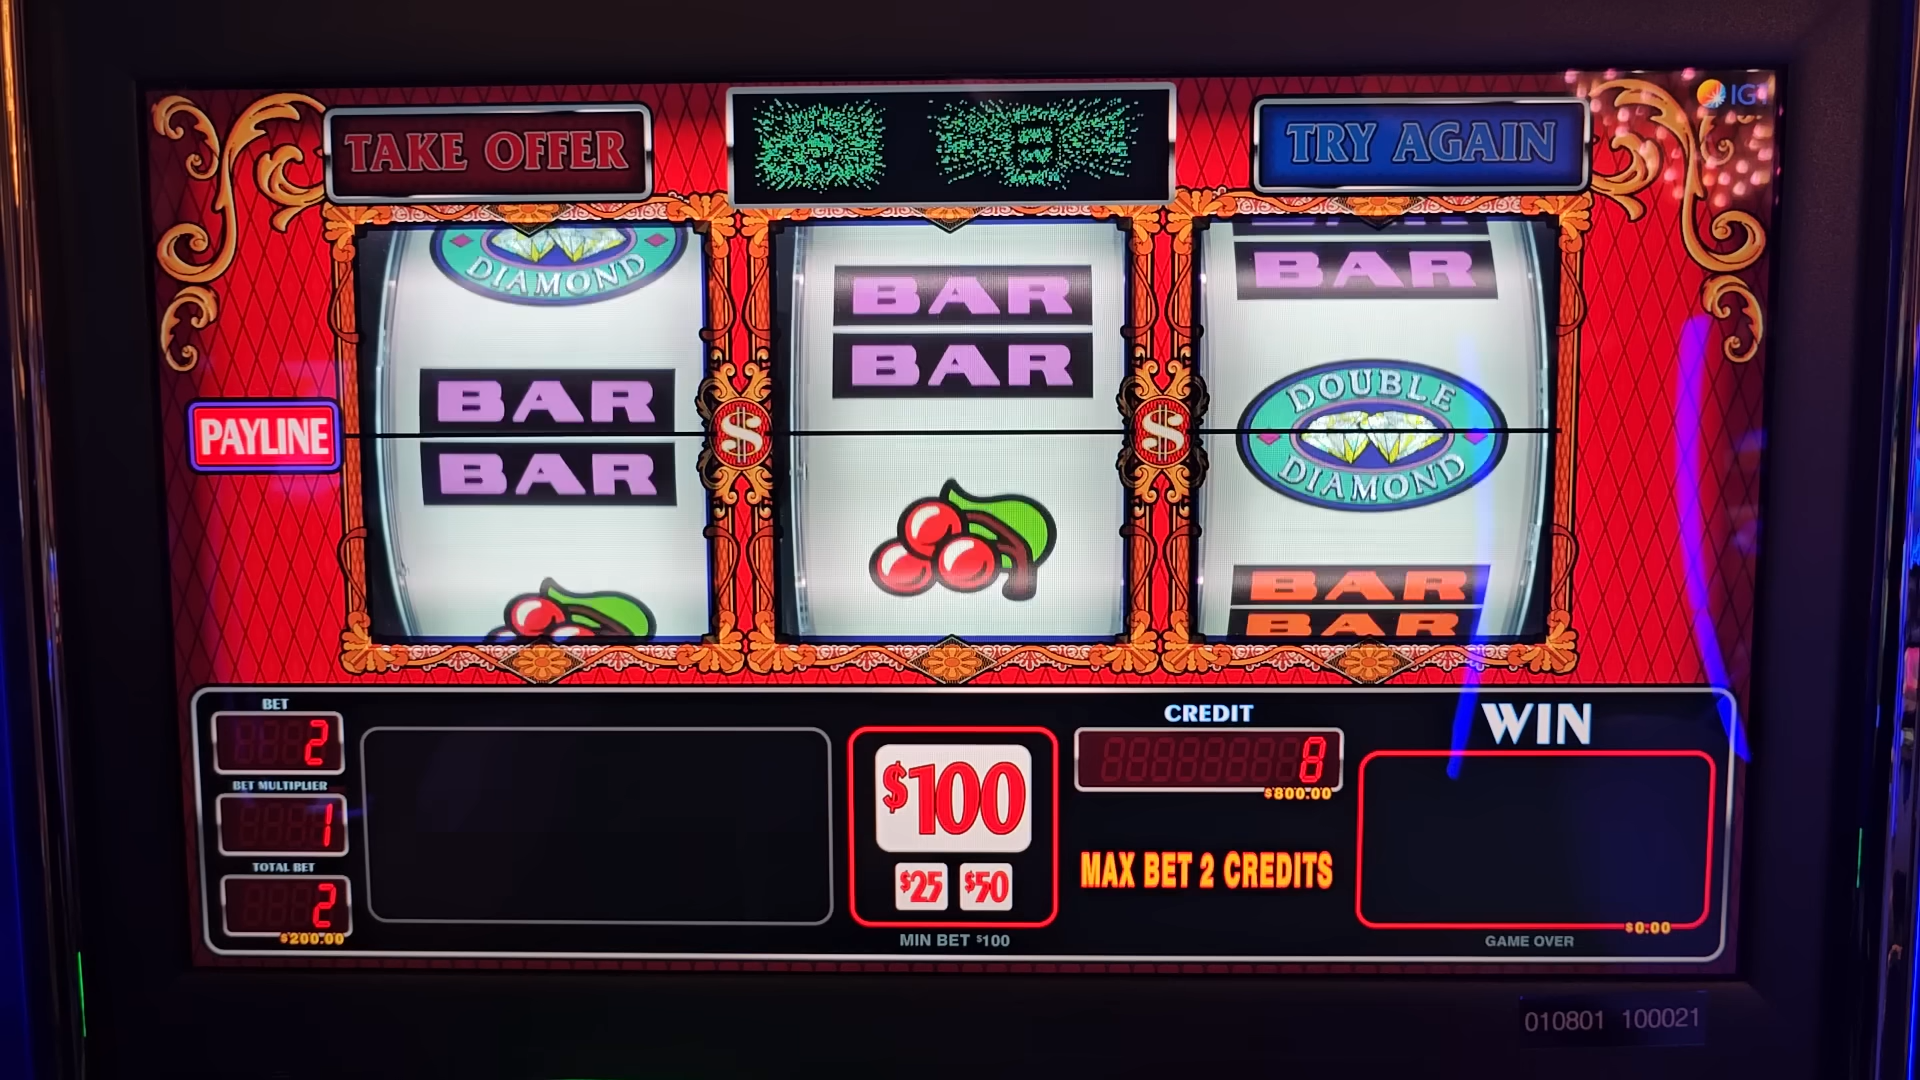 TAKE OFFER
TRY AGAIN
IGT
DIAMOND
BAR
BAR
BAR
BAR
BAR
DOUBLE
DIAMOND
BAR
BAR
PAYLINE
$
$
BET
2
BET MULTIPLIER
1
TOTAL BET
2
$200.00
$100
$25 $50
MIN BET $100
CREDIT
8
$800.00
MAX BET 2 CREDITS
WIN
$0.00
GAME OVER
010801 100021